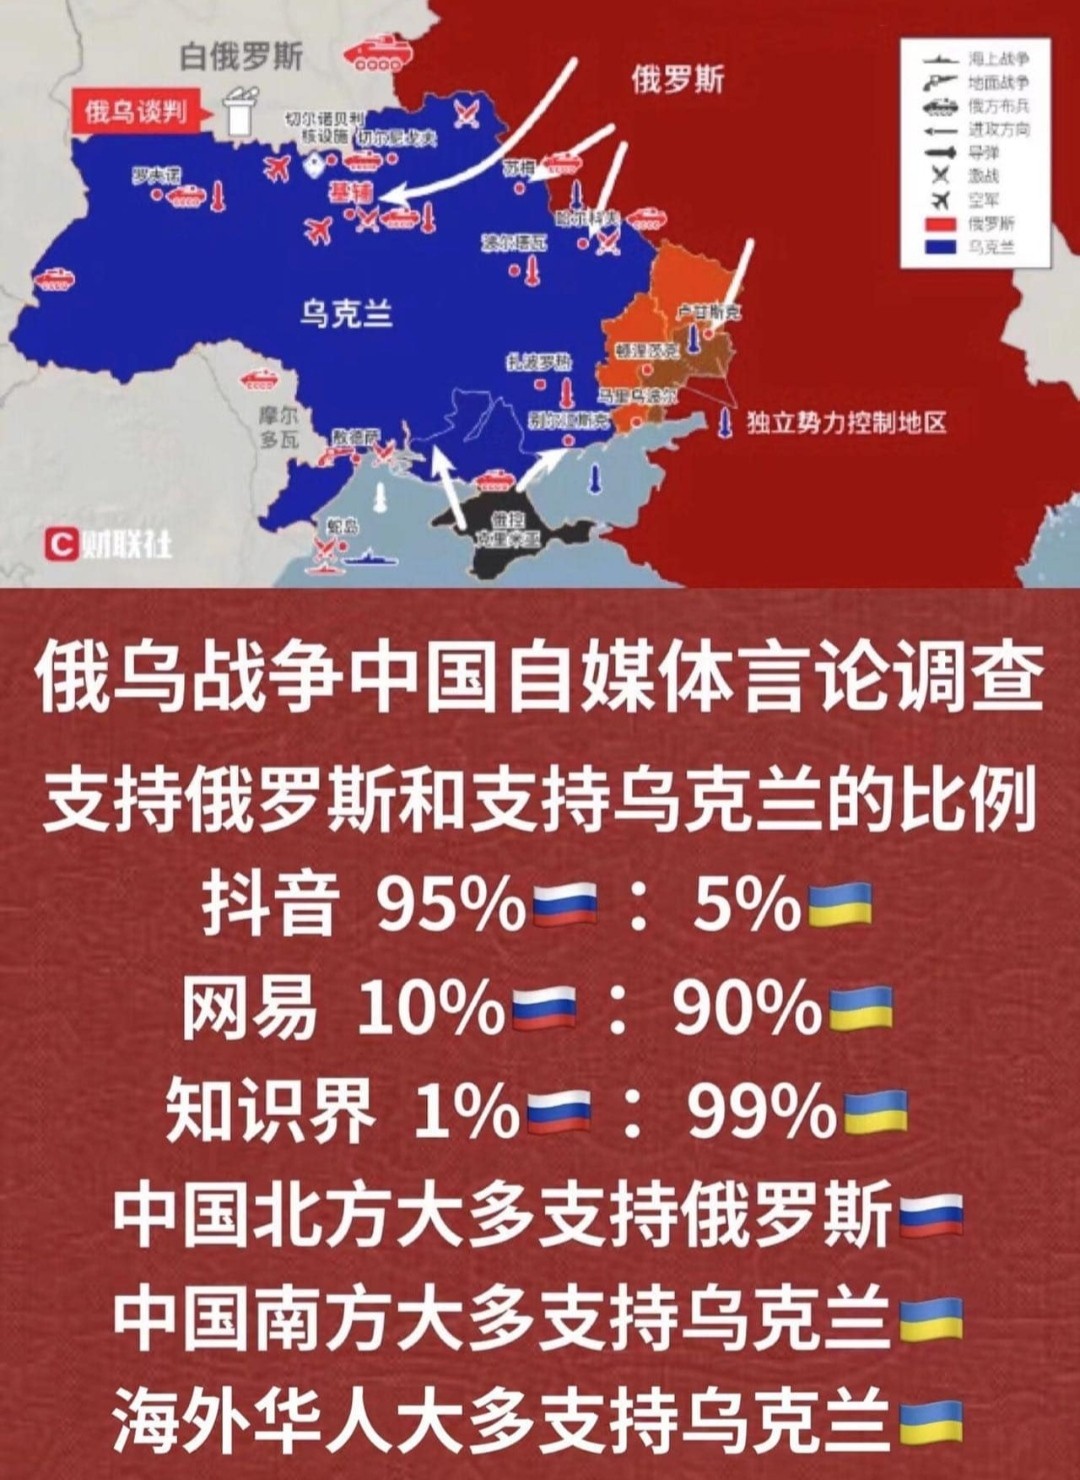 白俄罗斯
俄罗斯
海上战争
地面战争
俄方布兵
进攻方向
导弹
激战
空军
俄罗斯
乌克兰
俄乌谈判
切尔诺贝利
核设施
切尔尼戈夫
罗夫诺
基辅
苏梅
哈尔科夫
波尔塔瓦
乌克兰
卢甘斯克
顿涅茨克
扎波罗热
马里乌波尔
别尔江斯克
独立势力控制地区
摩尔
多瓦
敖德萨
俄控
克里米亚
蛇岛
C 财联社
俄乌战争中国自媒体言论调查
支持俄罗斯和支持乌克兰的比例
抖音 95%🇷🇺：5%🇺🇦
网易 10%🇷🇺：90%🇺🇦
知识界 1%🇷🇺：99%🇺🇦
中国北方大多支持俄罗斯🇷🇺
中国南方大多支持乌克兰🇺🇦
海外华人大多支持乌克兰🇺🇦